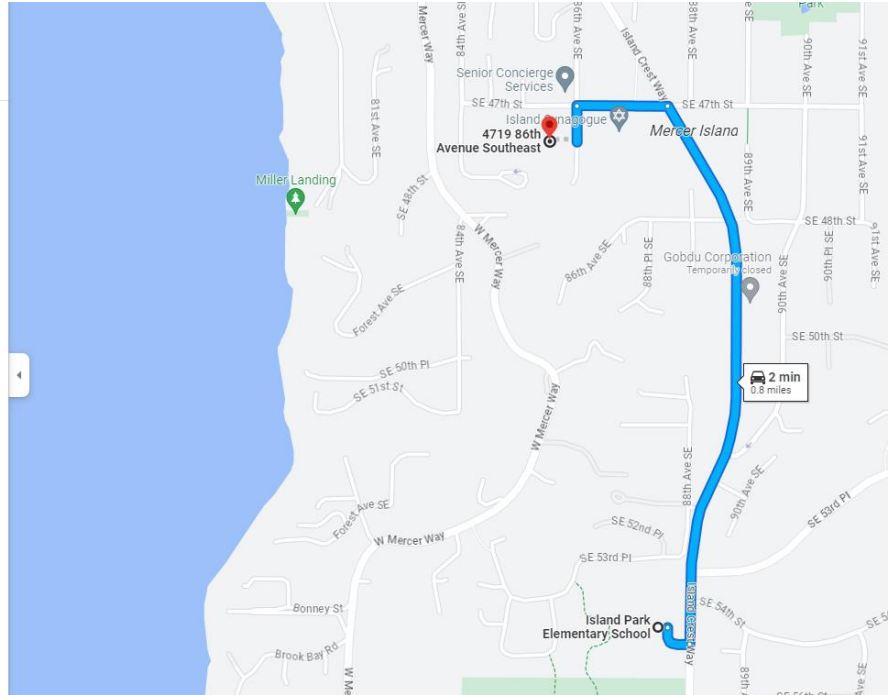 Park
86th Ave SE
84th Ave SE
W Mercer Way
Island Crest Way
88th Ave SE
90th Ave SE
91st Ave SE
Senior Concierge
Services
81st Ave SE
SE 47th St
SE 47th St
Island Synagogue
Mercer Island
4719 86th
Avenue Southeast
89th Ave SE
91st Ave SE
Miller Landing
SE 48th St
84th Ave SE
W Mercer Way
SE 48th St
91st Ave SE
86th Ave SE
88th Pl SE
Gobdu Corporation
Temporarily closed
90th Ave SE
90th Pl SE
Forest Ave SE
SE 50th St
SE 50th Pl
SE 51st St
2 min
0.8 miles
W Mercer Way
88th Ave SE
90th Ave SE
SE 53rd Pl
Forest Ave SE
SE 52nd Pl
W Mercer Way
SE 53rd Pl
Island Crest Way
SE 54th St
Bonney St
Island Park
Elementary School
Brook Bay Rd
W M
89th